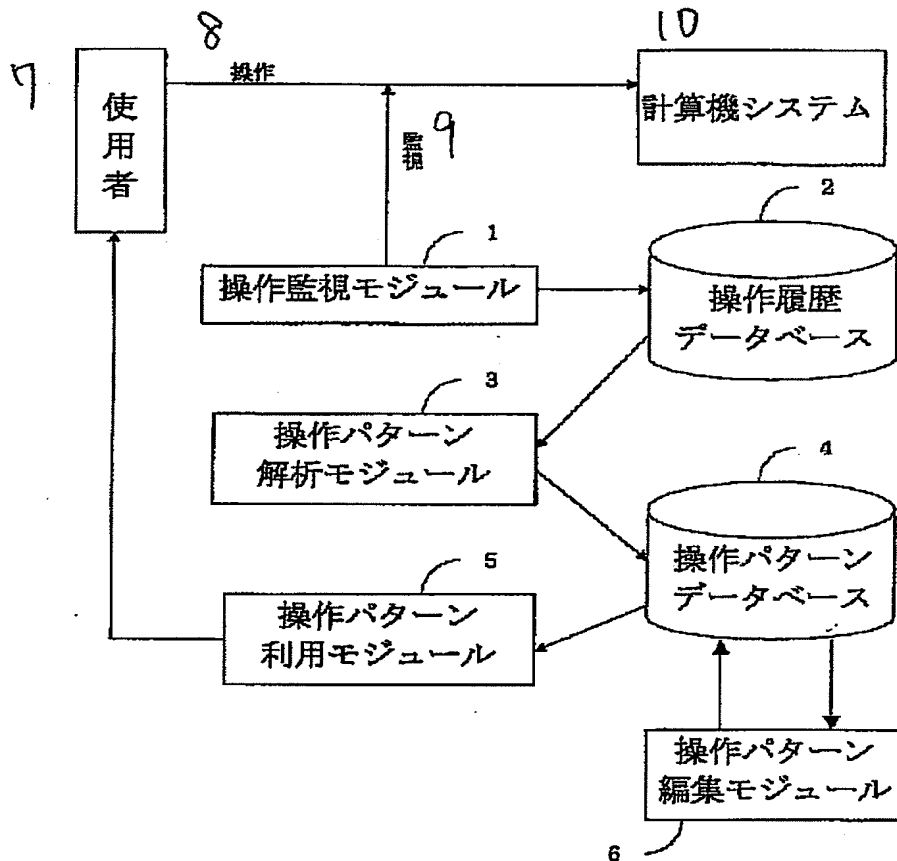 8
10
7
使用者
操作
計算機システム
監視
9
2
1
操作監視モジュール
操作履歴
データベース
3
操作パターン
解析モジュール
4
操作パターン
データベース
5
操作パターン
利用モジュール
操作パターン
編集モジュール
6